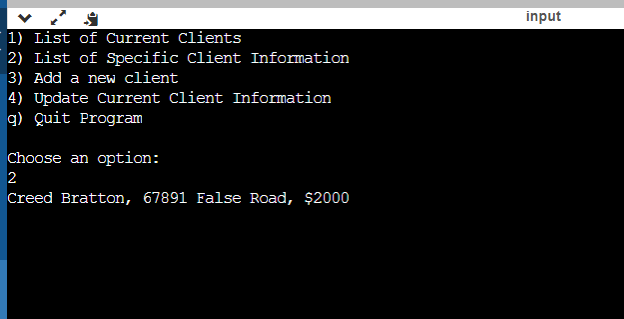 input
1) List of Current Clients
2) List of Specific Client Information
3) Add a new client
4) Update Current Client Information
q) Quit Program
Choose an option:
2
Creed Bratton, 67891 False Road, $2000